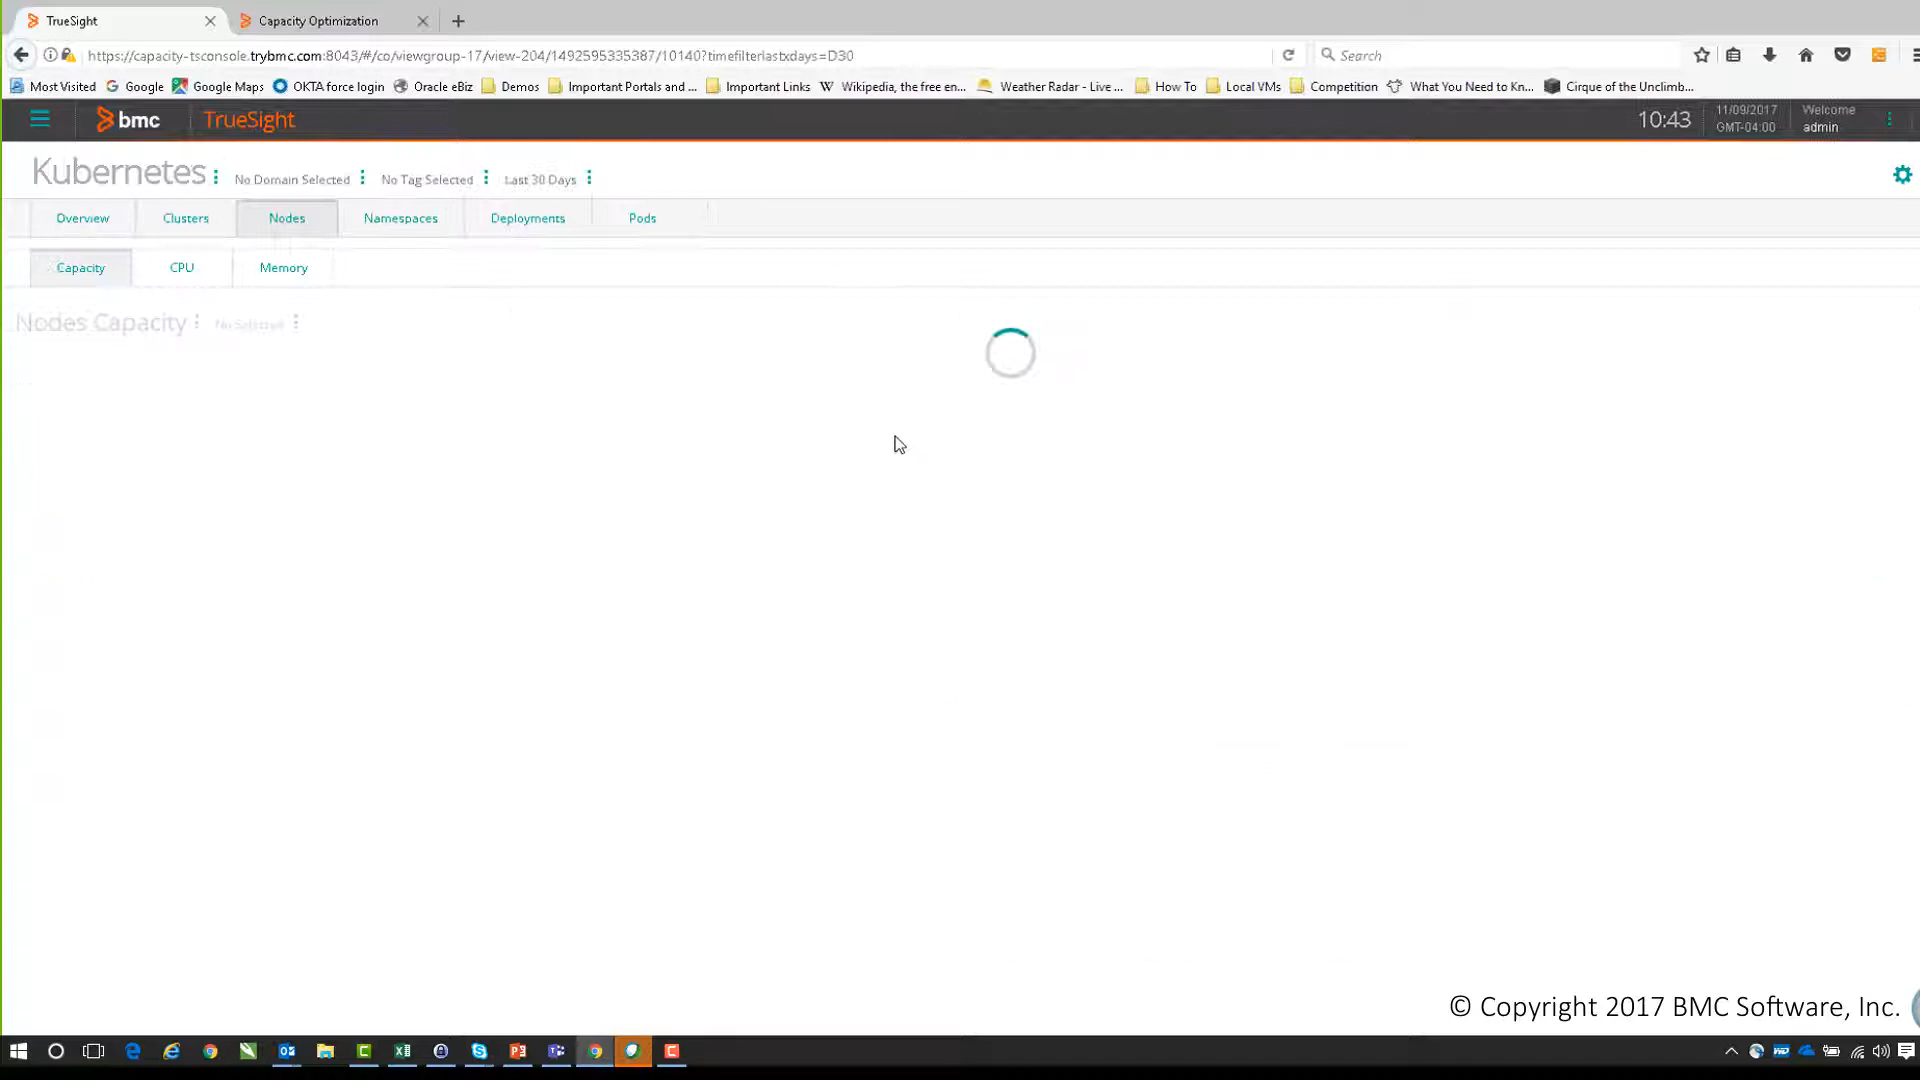 TrueSight
Capacity Optimization
https://capacity-tsconsole.trybmc.com:8043/#/co/viewgroup-17/view-204/1492595335387/10140?timefilterlastxdays=D30
Search
Most Visited Google Google Maps OKTA force login Oracle eBiz Demos Important Portals and ... Important Links Wikipedia, the free en... Weather Radar - Live ... How To Local VMs Competition What You Need to Kn... Cirque of the Unclimb...
bmc TrueSight 10:43 11/09/2017 Welcome
GMT-04:00 admin
Kubernetes No Domain Selected No Tag Selected Last 30 Days
Overview Clusters Nodes Namespaces Deployments Pods
Capacity CPU Memory
Nodes Capacity No Selected
© Copyright 2017 BMC Software, Inc.